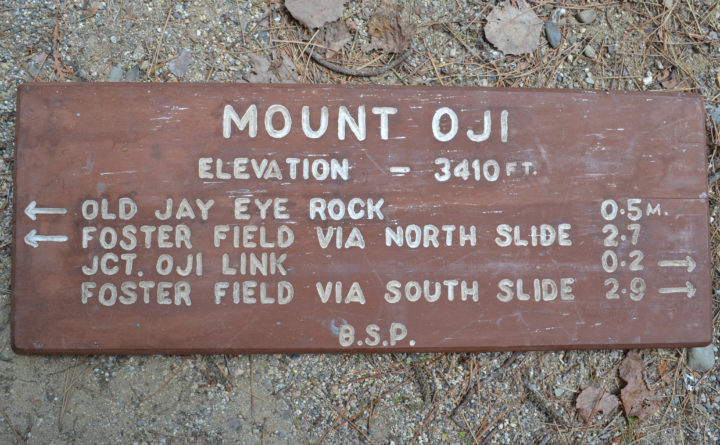 MOUNT OJI
ELEVATION - 3410 FT.
← OLD JAY EYE ROCK 0.5 M.
← FOSTER FIELD VIA NORTH SLIDE 2.7
JCT. OJI LINK 0.2 →
FOSTER FIELD VIA SOUTH SLIDE 2.9 →
B.S.P.